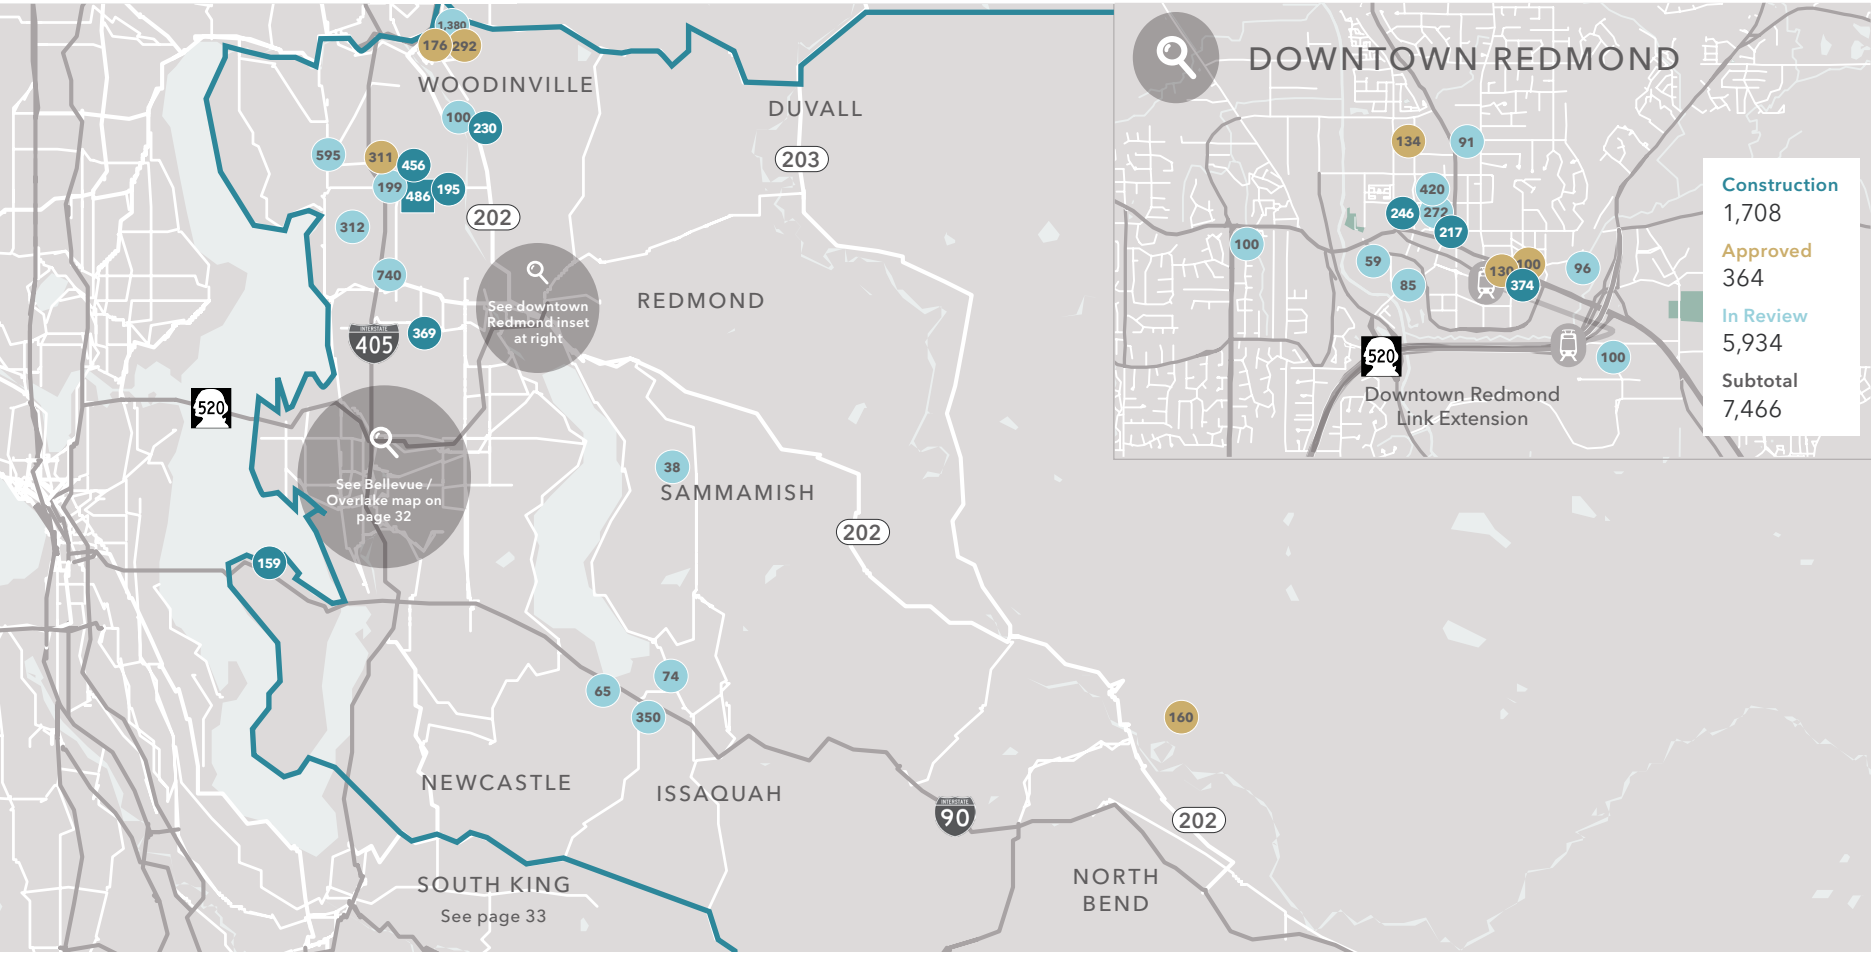 1,380
176
292
WOODINVILLE
DUVALL
100
230
203
595
311
456
199
486
195
202
312
740
See downtown
Redmond inset
at right
REDMOND
INTERSTATE
405
369
520
See Bellevue /
Overlake map on
page 32
38
SAMMAMISH
202
159
74
65
350
160
NEWCASTLE
ISSAQUAH
INTERSTATE
90
202
SOUTH KING
See page 33
NORTH
BEND
DOWNTOWN REDMOND
134
91
420
246
272
217
100
59
85
130
100
374
96
520
100
Downtown Redmond
Link Extension
Construction
1,708
Approved
364
In Review
5,934
Subtotal
7,466